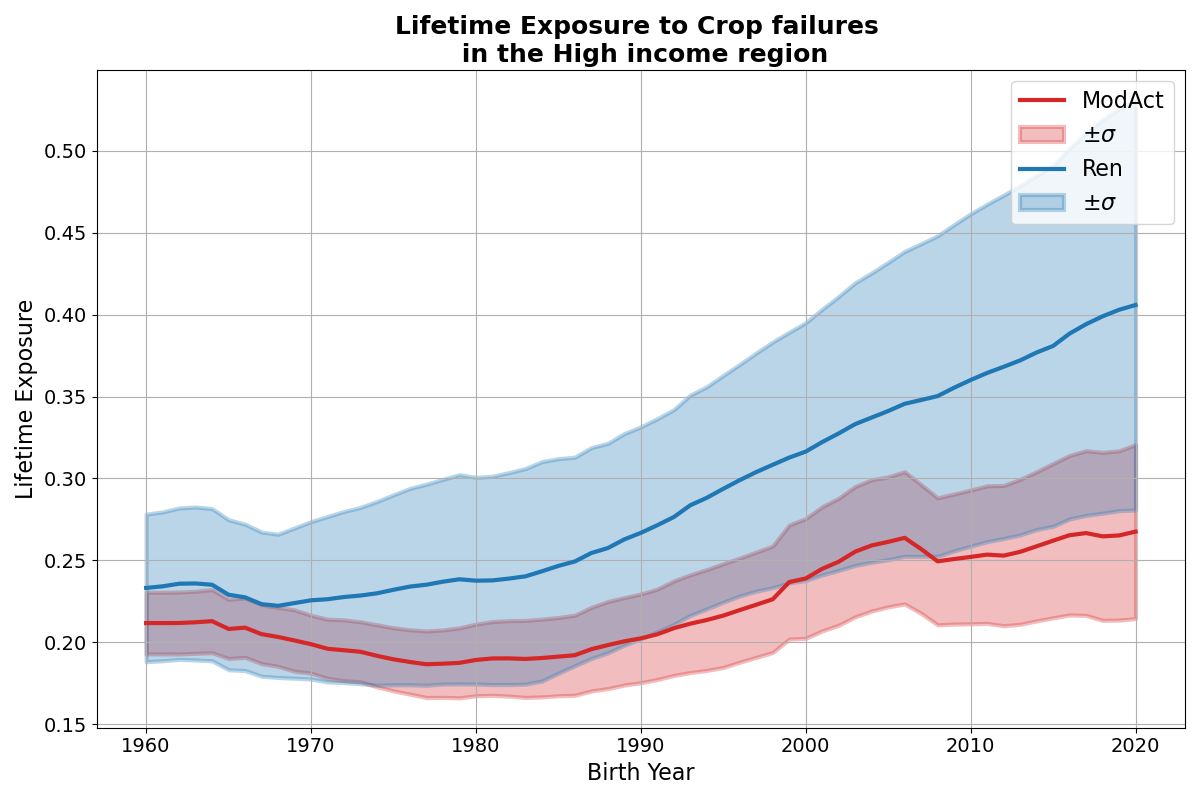 Lifetime Exposure to Crop failures
in the High income region
ModAct
±σ
Ren
±σ
Lifetime Exposure
0.50
0.45
0.40
0.35
0.30
0.25
0.20
0.15
1960 1970 1980 1990 2000 2010 2020
Birth Year